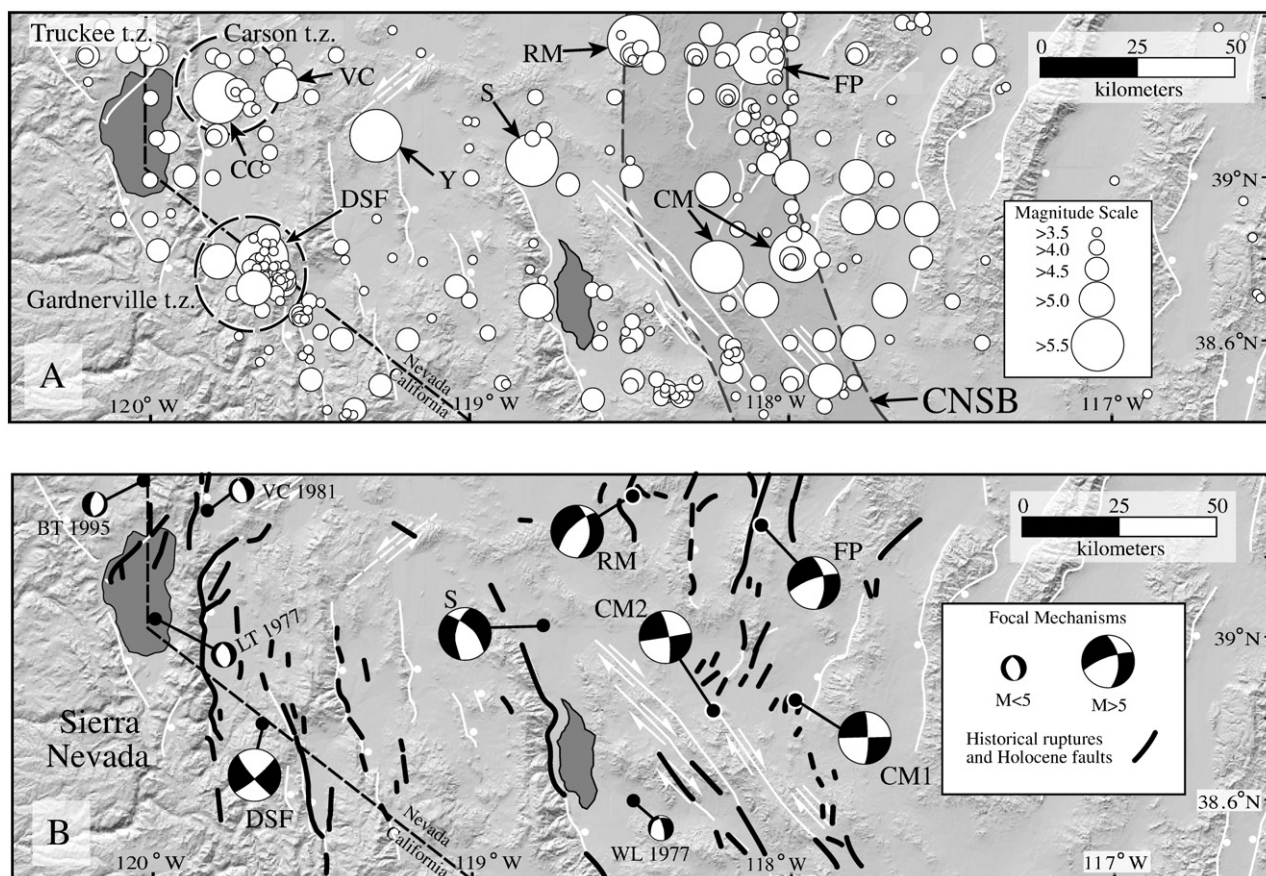 Truckee t.z.
Carson t.z.
VC
CC
RM
FP
S
Y
0 25 50
kilometers
DSF
CM
39°N
Magnitude Scale
>3.5
>4.0
>4.5
>5.0
>5.5
Gardnerville t.z.
38.6°N
A
Nevada
California
CNSB
120°W
119°W
118°W
117°W
BT 1995
VC 1981
RM
FP
0 25 50
kilometers
S
CM2
LT 1977
39°N
Focal Mechanisms
M<5
M>5
Historical ruptures
and Holocene faults
Sierra
Nevada
DSF
CM1
WL 1977
38.6°N
B
Nevada
California
120°W
119°W
118°W
117°W